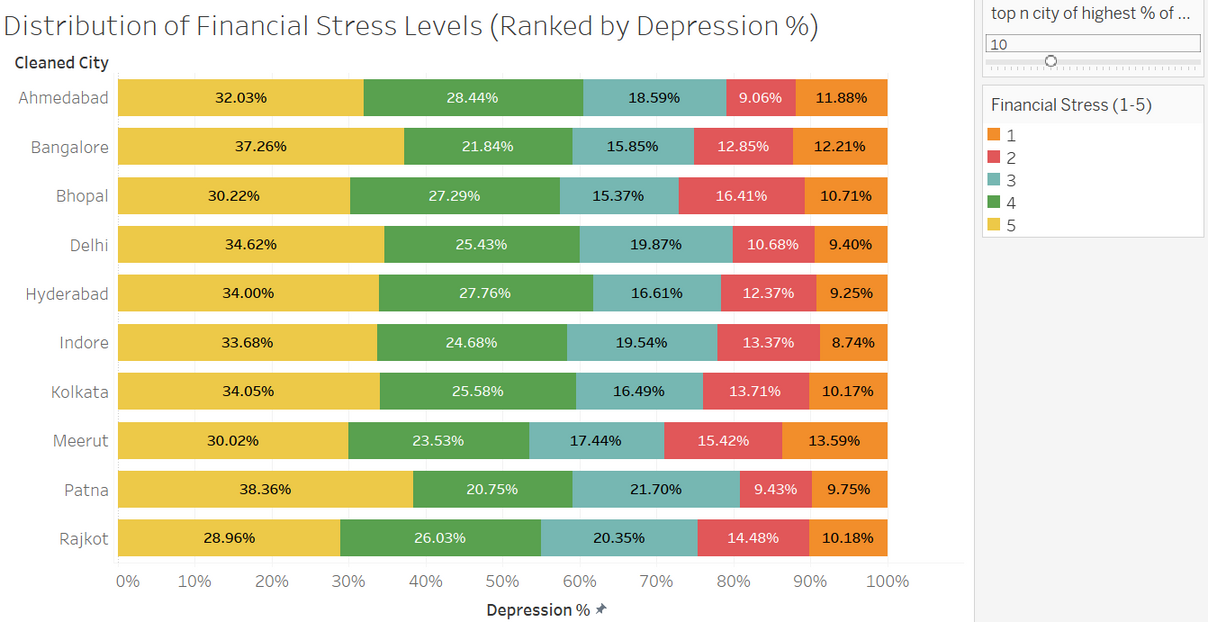 Distribution of Financial Stress Levels (Ranked by Depression %)
Cleaned City
Ahmedabad 32.03% 28.44% 18.59% 9.06% 11.88%
Bangalore 37.26% 21.84% 15.85% 12.85% 12.21%
Bhopal 30.22% 27.29% 15.37% 16.41% 10.71%
Delhi 34.62% 25.43% 19.87% 10.68% 9.40%
Hyderabad 34.00% 27.76% 16.61% 12.37% 9.25%
Indore 33.68% 24.68% 19.54% 13.37% 8.74%
Kolkata 34.05% 25.58% 16.49% 13.71% 10.17%
Meerut 30.02% 23.53% 17.44% 15.42% 13.59%
Patna 38.36% 20.75% 21.70% 9.43% 9.75%
Rajkot 28.96% 26.03% 20.35% 14.48% 10.18%
0% 10% 20% 30% 40% 50% 60% 70% 80% 90% 100%
Depression %
top n city of highest % of ...
10
Financial Stress (1-5)
1
2
3
4
5